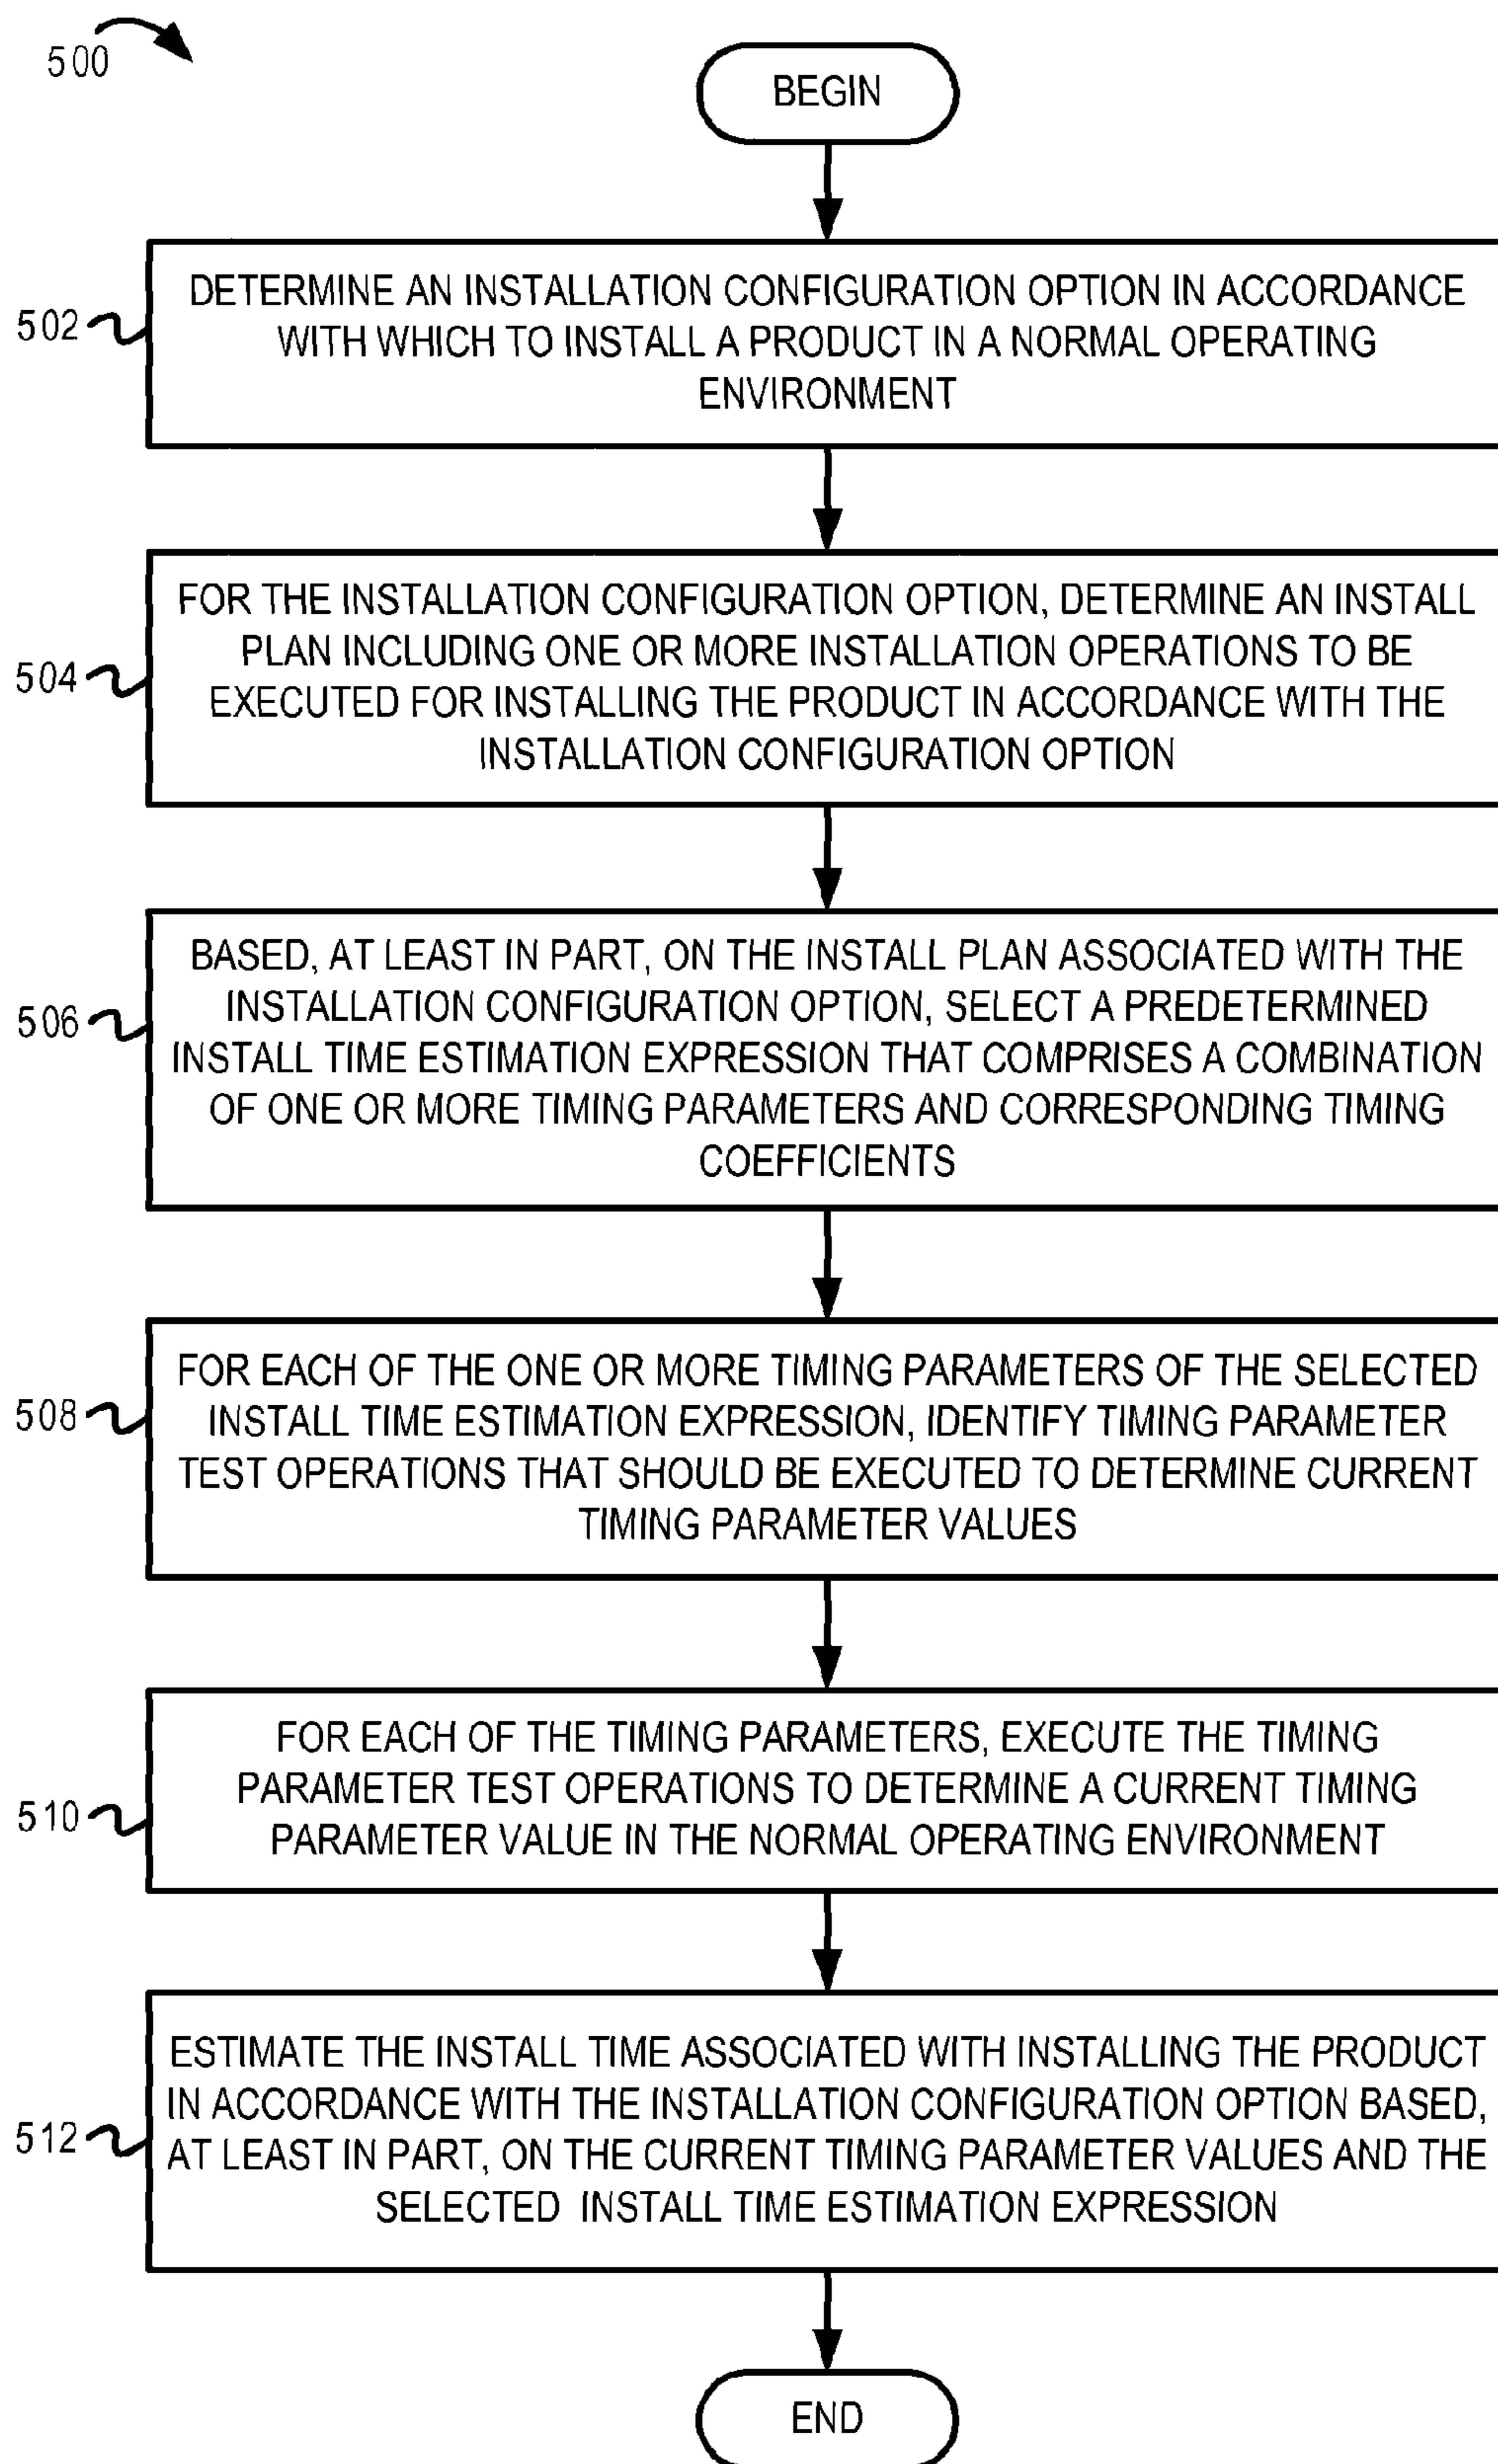 500
BEGIN
502
DETERMINE AN INSTALLATION CONFIGURATION OPTION IN ACCORDANCE
WITH WHICH TO INSTALL A PRODUCT IN A NORMAL OPERATING
ENVIRONMENT
504
FOR THE INSTALLATION CONFIGURATION OPTION, DETERMINE AN INSTALL
PLAN INCLUDING ONE OR MORE INSTALLATION OPERATIONS TO BE
EXECUTED FOR INSTALLING THE PRODUCT IN ACCORDANCE WITH THE
INSTALLATION CONFIGURATION OPTION
506
BASED, AT LEAST IN PART, ON THE INSTALL PLAN ASSOCIATED WITH THE
INSTALLATION CONFIGURATION OPTION, SELECT A PREDETERMINED
INSTALL TIME ESTIMATION EXPRESSION THAT COMPRISES A COMBINATION
OF ONE OR MORE TIMING PARAMETERS AND CORRESPONDING TIMING
COEFFICIENTS
508
FOR EACH OF THE ONE OR MORE TIMING PARAMETERS OF THE SELECTED
INSTALL TIME ESTIMATION EXPRESSION, IDENTIFY TIMING PARAMETER
TEST OPERATIONS THAT SHOULD BE EXECUTED TO DETERMINE CURRENT
TIMING PARAMETER VALUES
510
FOR EACH OF THE TIMING PARAMETERS, EXECUTE THE TIMING
PARAMETER TEST OPERATIONS TO DETERMINE A CURRENT TIMING
PARAMETER VALUE IN THE NORMAL OPERATING ENVIRONMENT
512
ESTIMATE THE INSTALL TIME ASSOCIATED WITH INSTALLING THE PRODUCT
IN ACCORDANCE WITH THE INSTALLATION CONFIGURATION OPTION BASED,
AT LEAST IN PART, ON THE CURRENT TIMING PARAMETER VALUES AND THE
SELECTED INSTALL TIME ESTIMATION EXPRESSION
END